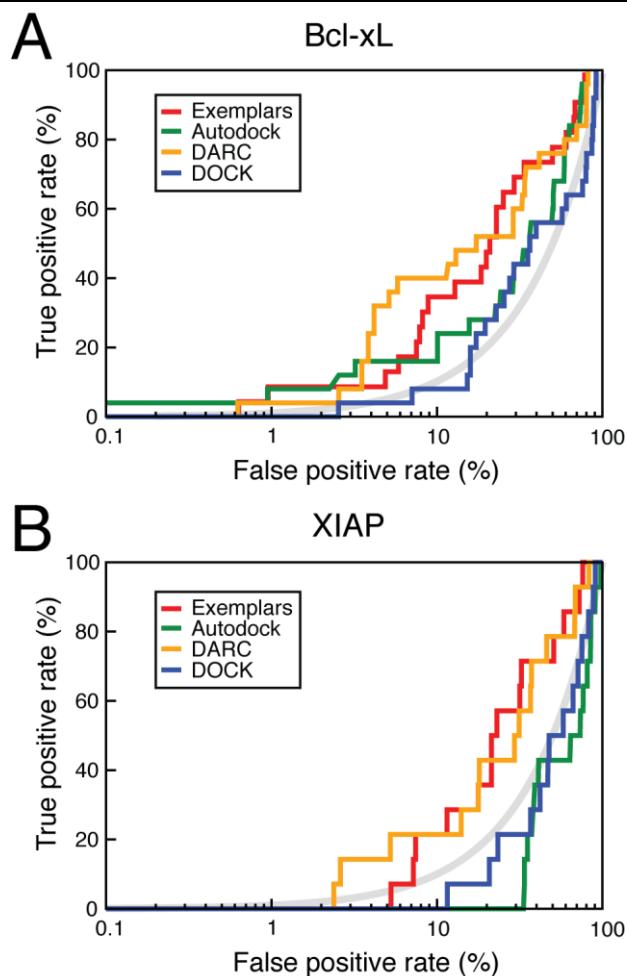 A
Bcl-xL
100
80
60
40
20
0
True positive rate (%)
Exemplars
Autodock
DARC
DOCK
0.1
1
10
100
False positive rate (%)
B
XIAP
100
80
60
40
20
0
True positive rate (%)
Exemplars
Autodock
DARC
DOCK
0.1
1
10
100
False positive rate (%)